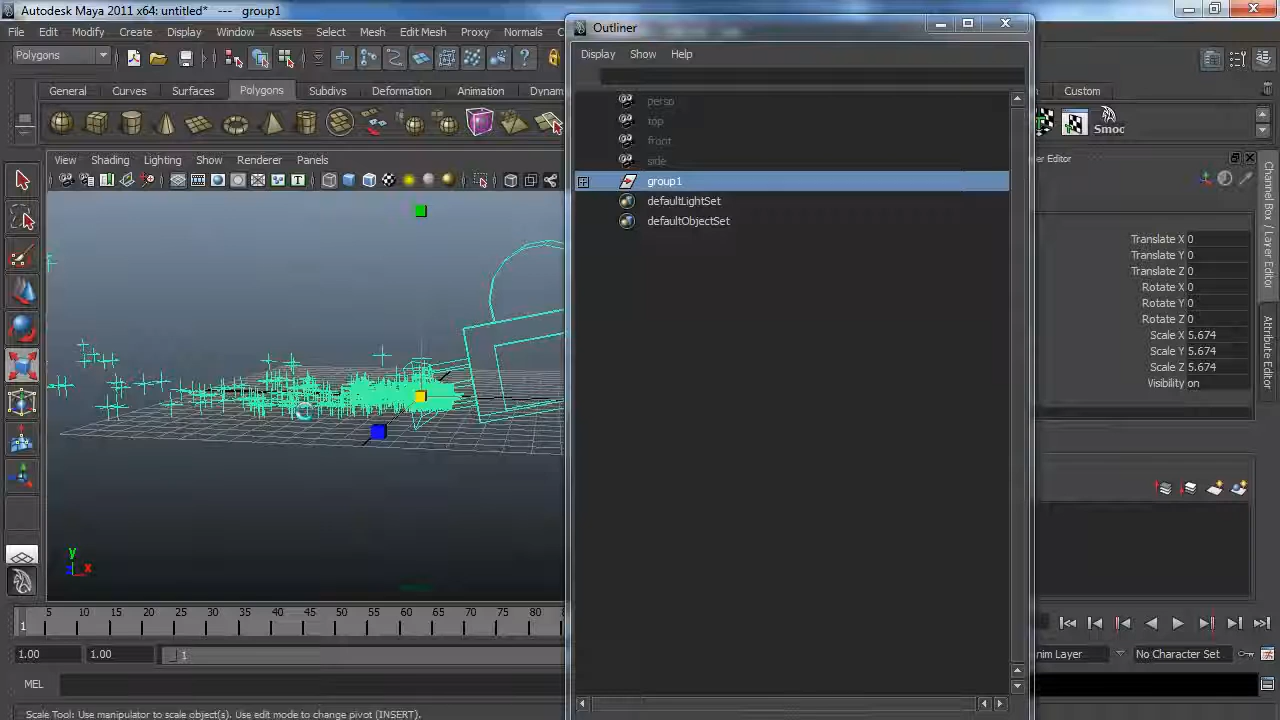 Autodesk Maya 2011 x64: untitled* --- group1
File Edit Modify Create Display Window Assets Select Mesh Edit Mesh Proxy Normals
Outliner
Display Show Help
Polygons
General Curves Surfaces Polygons Subdivs Deformation Animation Dynam
Custom
Smoc
persp
top
front
side
group1
defaultLightSet
defaultObjectSet
View Shading Lighting Show Renderer Panels
er Editor
Channel Box / Layer Editor
Attribute Editor
Translate X 0
Translate Y 0
Translate Z 0
Rotate X 0
Rotate Y 0
Rotate Z 0
Scale X 5.674
Scale Y 5.674
Scale Z 5.674
Visibility on
y
z x
5 10 15 20 25 30 35 40 45 50 55 60 65 70 75 80
1
1.00 1.00 1
nim Layer No Character Set
MEL
Scale Tool: Use manipulator to scale object(s). Use edit mode to change pivot (INSERT).